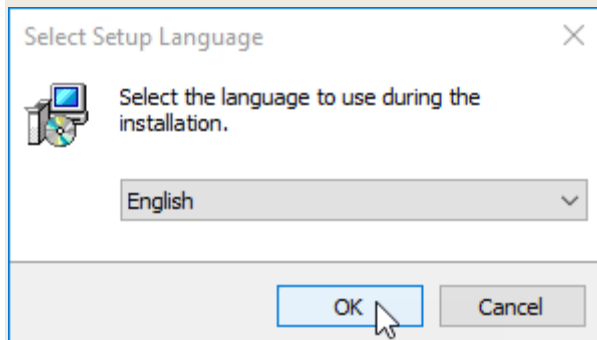 Select Setup Language
Select the language to use during the
installation.
English
OK
Cancel